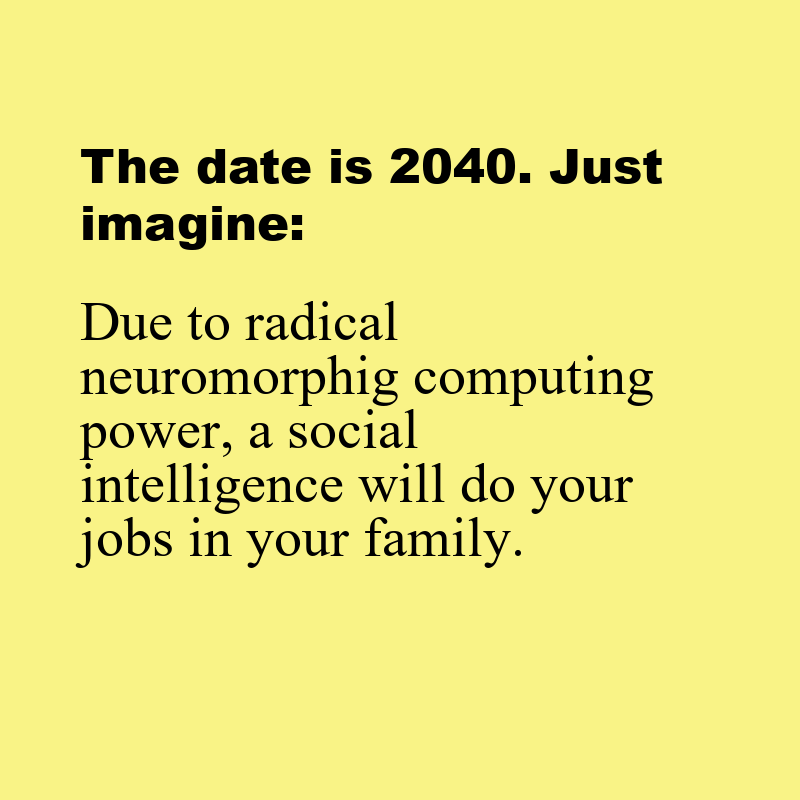 The date is 2040. Just
imagine:
Due to radical
neuromorphig computing
power, a social
intelligence will do your
jobs in your family.